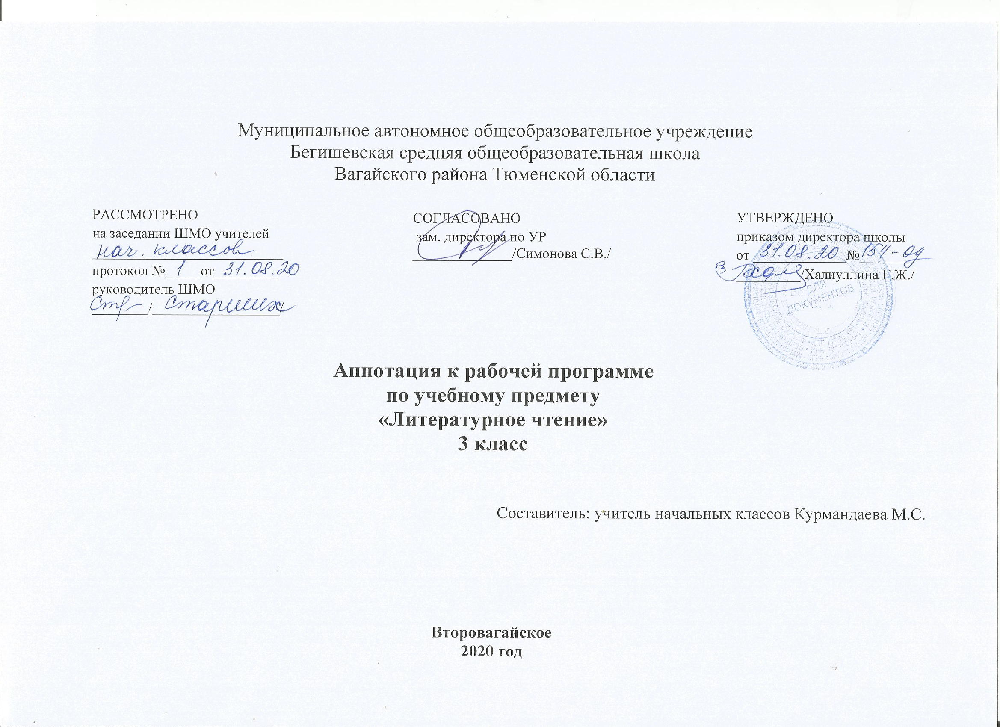 Муниципальное автономное общеобразовательное учреждение
Бегишевская средняя общеобразовательная школа
Вагайского района Тюменской области
РАССМОТРЕНО
на заседании ШМО учителей
нач. классов
протокол № 1 от 31.08.20
руководитель ШМО
/ Старших/
СОГЛАСОВАНО
зам. директора по УР
/Симонова С.В./
УТВЕРЖДЕНО
приказом директора школы
от 31.08.20 № 154-од
/Халиуллина Г.Ж./
ДЛЯ
ДОКУМЕНТОВ
Аннотация к рабочей программе
по учебному предмету
«Литературное чтение»
3 класс
Составитель: учитель начальных классов Курмандаева М.С.
Второвагайское
2020 год